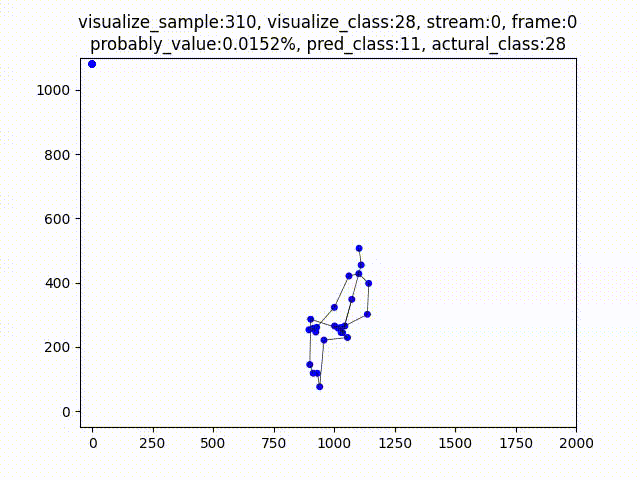 visualize_sample:310, visualize_class:28, stream:0, frame:0
probably_value:0.0152%, pred_class:11, actural_class:28
1000
800
600
400
200
0
0 250 500 750 1000 1250 1500 1750 2000